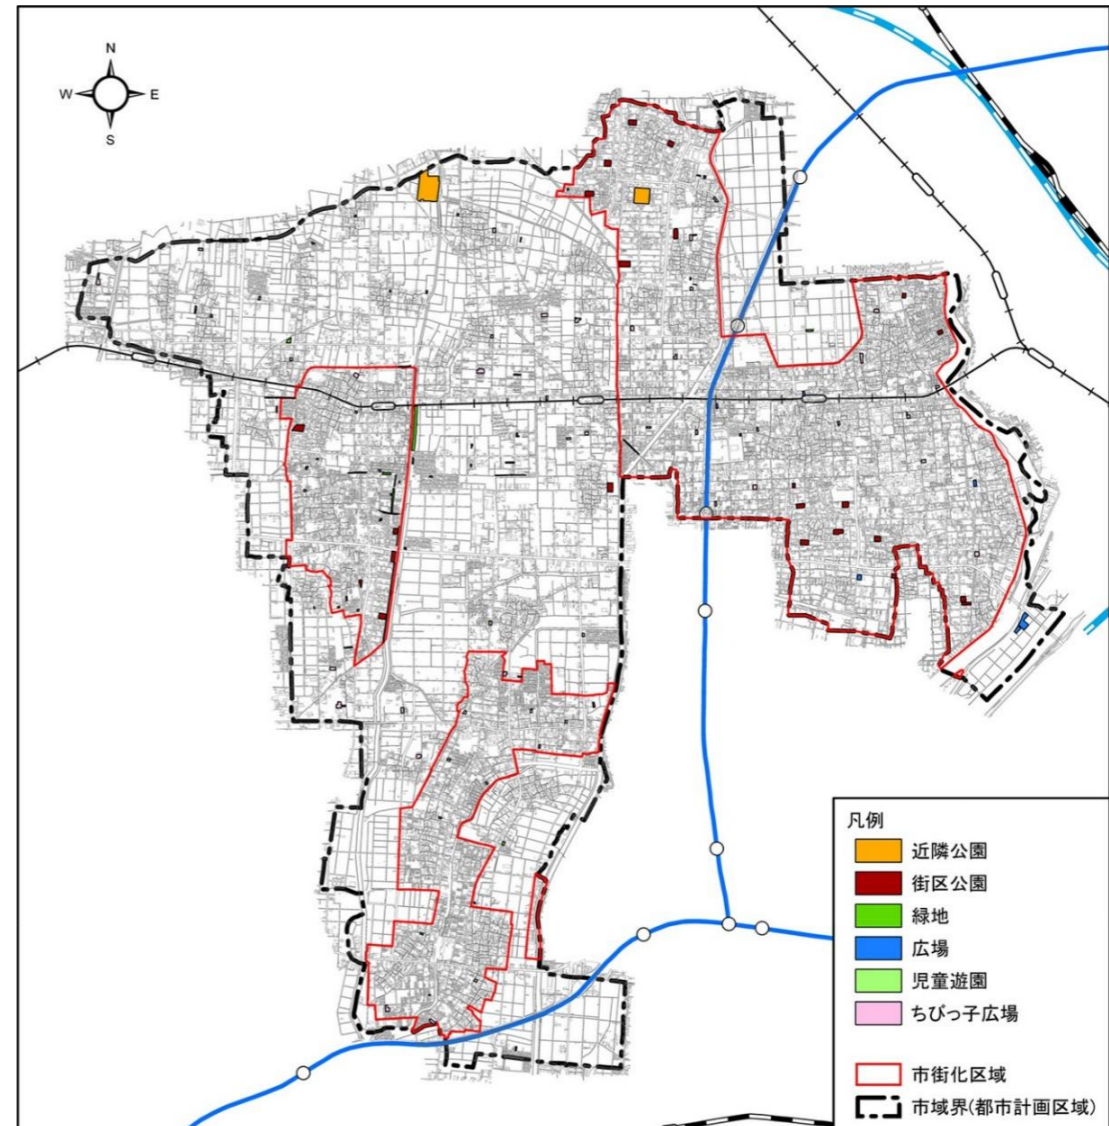 N
W E
S
凡例
近隣公園
街区公園
緑地
広場
児童遊園
ちびっ子広場
市街化区域
市域界(都市計画区域)